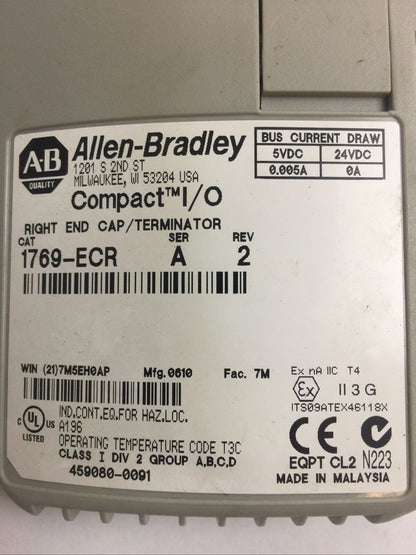 A-B
QUALITY
Allen-Bradley
1201 S 2ND ST
MILWAUKEE, WI 53204 USA
Compact™I/O
BUS CURRENT DRAW
5VDC 24VDC
0.005A 0A
RIGHT END CAP/TERMINATOR
CAT SER REV
1769-ECR A 2
WIN (21)7M5EH0AP Mfg.0610 Fac. 7M
Ex nA IIC T4
Ex II 3 G
ITS09ATEX46118X
C UL US
LISTED
IND.CONT.EQ.FOR HAZ.LOC.
A196
OPERATING TEMPERATURE CODE T3C
CLASS I DIV 2 GROUP A,B,C,D
459080-0091
CE N223
EQPT CL2
MADE IN MALAYSIA